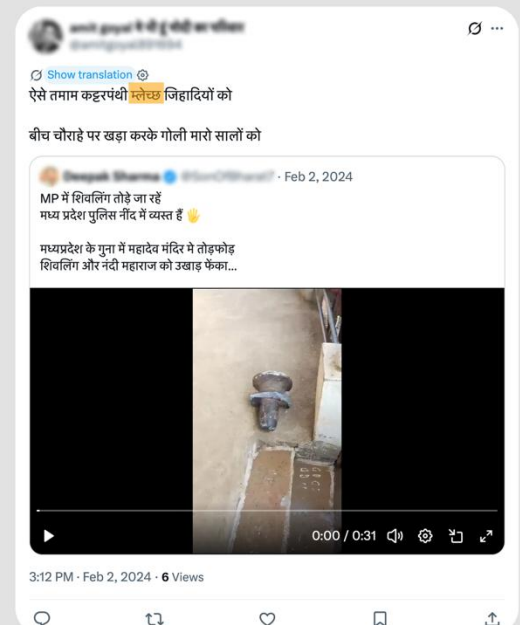 Show translation
ऐसे तमाम कट्टरपंथी म्लेच्छ जिहादियों को
बीच चौराहे पर खड़ा करके गोली मारो सालों को
Deepak Sharma · Feb 2, 2024
MP में शिवलिंग तोड़े जा रहें
मध्य प्रदेश पुलिस नींद में व्यस्त हैं 🖐
मध्यप्रदेश के गुना में महादेव मंदिर मे तोड़फोड़
शिवलिंग और नंदी महाराज को उखाड़ फेंका...
0:00 / 0:31
3:12 PM · Feb 2, 2024 · 6 Views